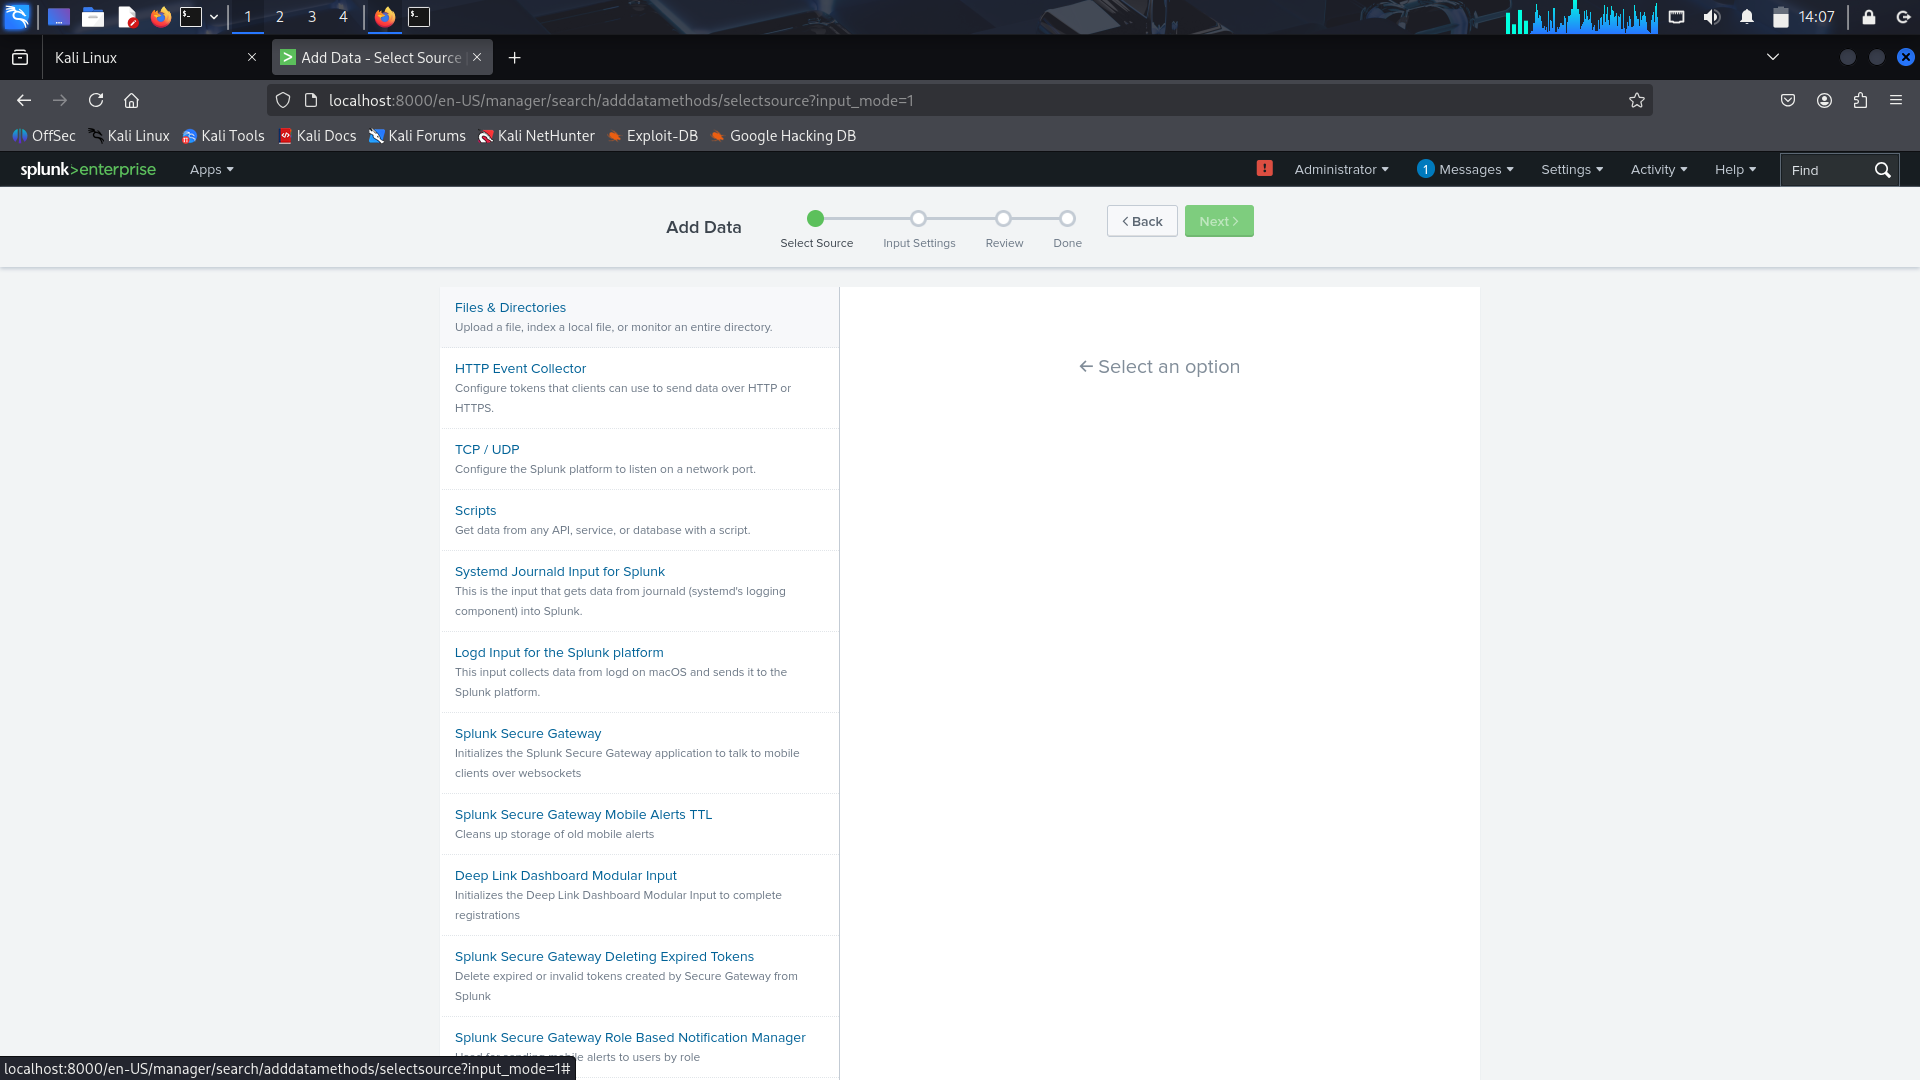 1 2 3 4 14:07
Kali Linux
Add Data - Select Source
localhost:8000/en-US/manager/search/adddatamethods/selectsource?input_mode=1
OffSec Kali Linux Kali Tools Kali Docs Kali Forums Kali NetHunter Exploit-DB Google Hacking DB
splunk>enterprise Apps Administrator 1 Messages Settings Activity Help Find
Add Data Select Source Input Settings Review Done Back Next
Files & Directories
Upload a file, index a local file, or monitor an entire directory.
HTTP Event Collector
Configure tokens that clients can use to send data over HTTP or
HTTPS.
TCP / UDP
Configure the Splunk platform to listen on a network port.
Scripts
Get data from any API, service, or database with a script.
Systemd Journald Input for Splunk
This is the input that gets data from journald (systemd's logging
component) into Splunk.
Logd Input for the Splunk platform
This input collects data from logd on macOS and sends it to the
Splunk platform.
Splunk Secure Gateway
Initializes the Splunk Secure Gateway application to talk to mobile
clients over websockets
Splunk Secure Gateway Mobile Alerts TTL
Cleans up storage of old mobile alerts
Deep Link Dashboard Modular Input
Initializes the Deep Link Dashboard Modular Input to complete
registrations
Splunk Secure Gateway Deleting Expired Tokens
Delete expired or invalid tokens created by Secure Gateway from
Splunk
Splunk Secure Gateway Role Based Notification Manager
Used for sending mobile alerts to users by role
← Select an option
localhost:8000/en-US/manager/search/adddatamethods/selectsource?input_mode=1#